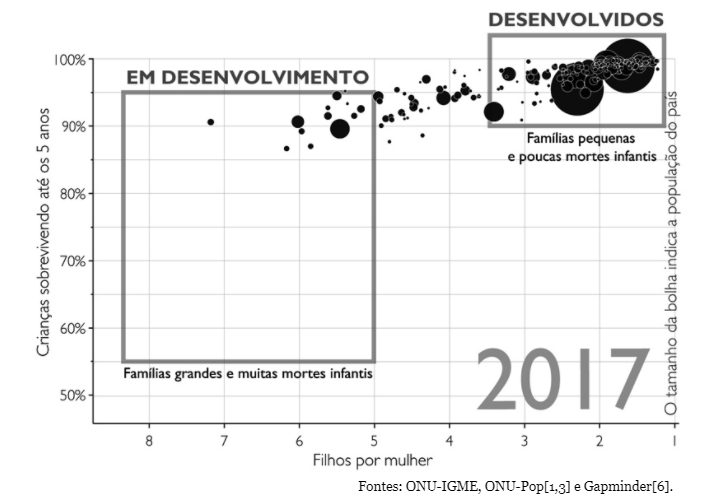 DESENVOLVIDOS
100%
EM DESENVOLVIMENTO
90%
Famílias pequenas
e poucas mortes infantis
80%
70%
60%
50%
Crianças sobrevivendo até os 5 anos
O tamanho da bolha indica a população do país
Famílias grandes e muitas mortes infantis
2017
8 7 6 5 4 3 2 1
Filhos por mulher
Fontes: ONU-IGME, ONU-Pop[1,3] e Gapminder[6].